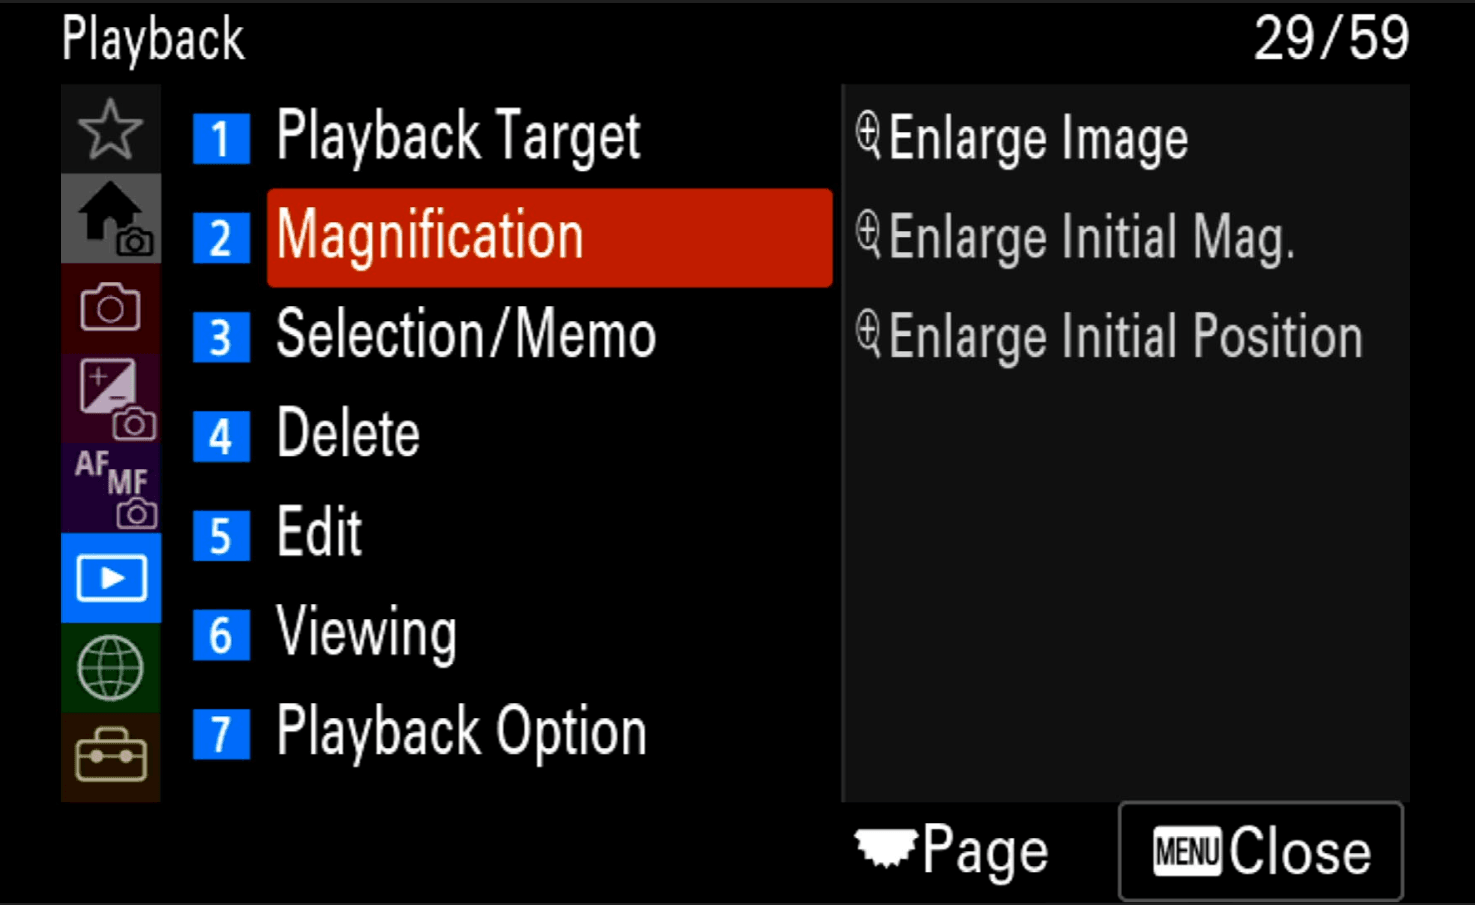 Playback 29/59
1 Playback Target
2 Magnification
3 Selection/Memo
4 Delete
5 Edit
6 Viewing
7 Playback Option
AF MF
Enlarge Image
Enlarge Initial Mag.
Enlarge Initial Position
Page
MENU Close